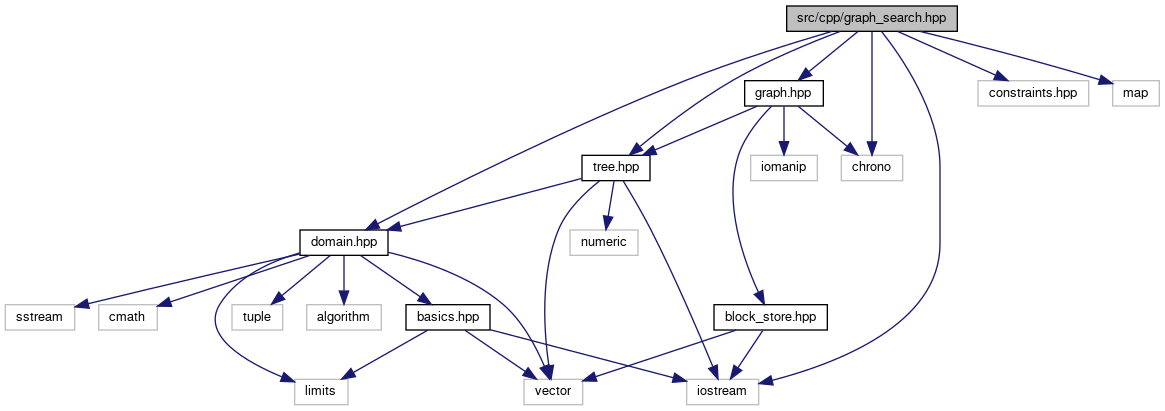 src/cpp/graph_search.hpp
graph.hpp
constraints.hpp
map
tree.hpp
iomanip
chrono
domain.hpp
numeric
sstream
cmath
tuple
algorithm
basics.hpp
block_store.hpp
limits
vector
iostream